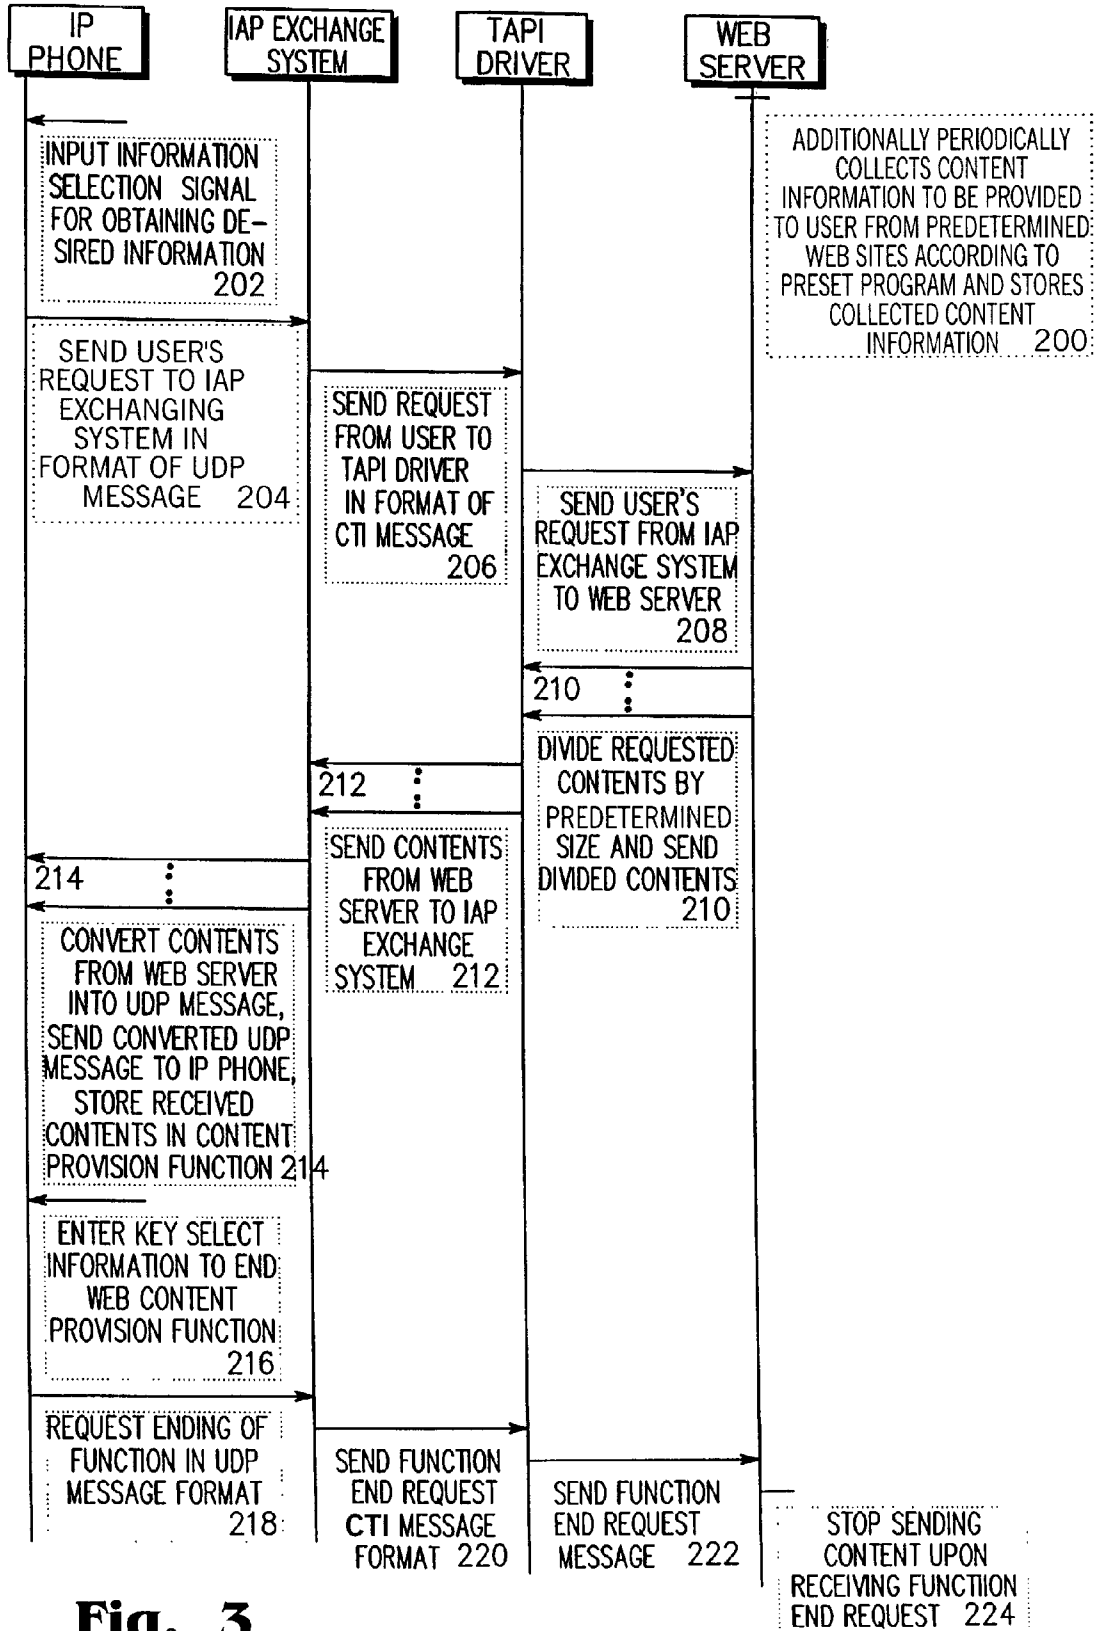 IP
PHONE
IAP EXCHANGE
SYSTEM
TAPI
DRIVER
WEB
SERVER
ADDITIONALLY PERIODICALLY
COLLECTS CONTENT
INFORMATION TO BE PROVIDED
TO USER FROM PREDETERMINED
WEB SITES ACCORDING TO
PRESET PROGRAM AND STORES
COLLECTED CONTENT
INFORMATION 200
INPUT INFORMATION
SELECTION SIGNAL
FOR OBTAINING DE-
SIRED INFORMATION
202
SEND USER'S
REQUEST TO IAP
EXCHANGING
SYSTEM IN
FORMAT OF UDP
MESSAGE 204
SEND REQUEST
FROM USER TO
TAPI DRIVER
IN FORMAT OF
CTI MESSAGE
206
SEND USER'S
REQUEST FROM IAP
EXCHANGE SYSTEM
TO WEB SERVER
208
210
DIVIDE REQUESTED
CONTENTS BY
PREDETERMINED
SIZE AND SEND
DIVIDED CONTENTS
210
212
SEND CONTENTS
FROM WEB
SERVER TO IAP
EXCHANGE
SYSTEM 212
214
CONVERT CONTENTS
FROM WEB SERVER
INTO UDP MESSAGE,
SEND CONVERTED UDP
MESSAGE TO IP PHONE,
STORE RECEIVED
CONTENTS IN CONTENT
PROVISION FUNCTION 214
ENTER KEY SELECT
INFORMATION TO END
WEB CONTENT
PROVISION FUNCTION
216
REQUEST ENDING OF
FUNCTION IN UDP
MESSAGE FORMAT
218
SEND FUNCTION
END REQUEST
CTI MESSAGE
FORMAT 220
SEND FUNCTION
END REQUEST
MESSAGE 222
STOP SENDING
CONTENT UPON
RECEIVING FUNCTIION
END REQUEST 224
Fig. 3